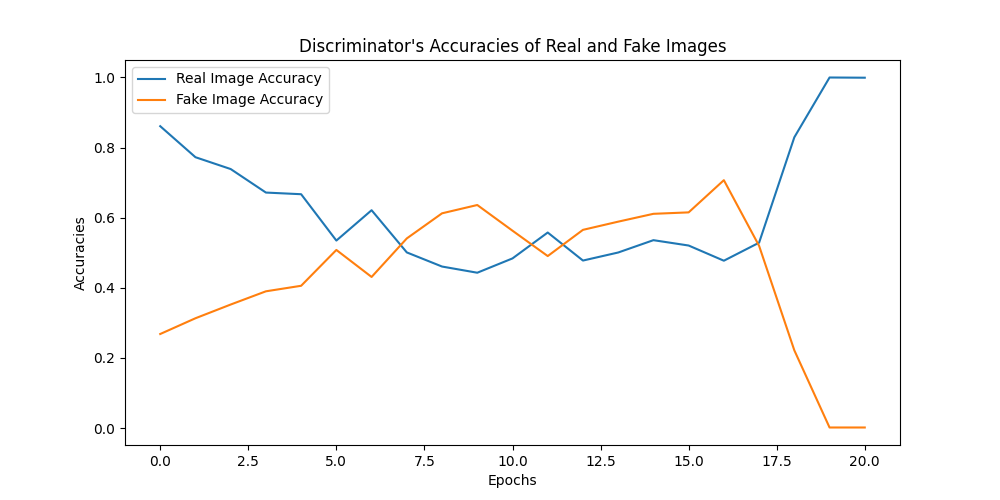 Discriminator's Accuracies of Real and Fake Images
Real Image Accuracy
Fake Image Accuracy
Accuracies
1.0
0.8
0.6
0.4
0.2
0.0
0.0 2.5 5.0 7.5 10.0 12.5 15.0 17.5 20.0
Epochs